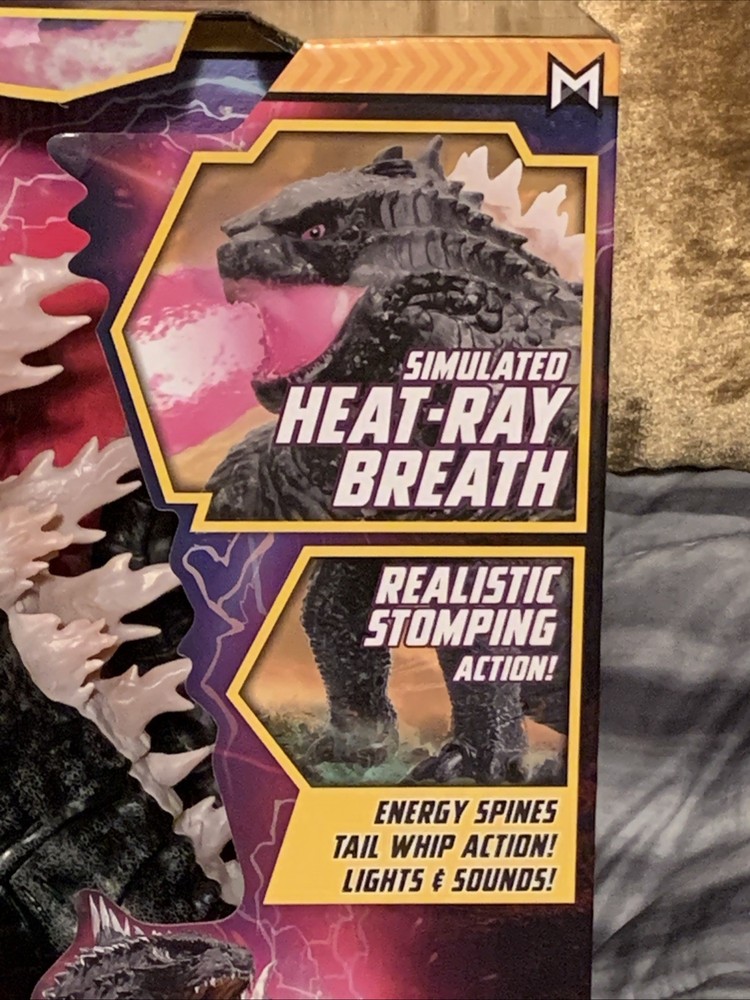 SIMULATED
HEAT-RAY
BREATH
REALISTIC
STOMPING
ACTION!
ENERGY SPINES
TAIL WHIP ACTION!
LIGHTS & SOUNDS!